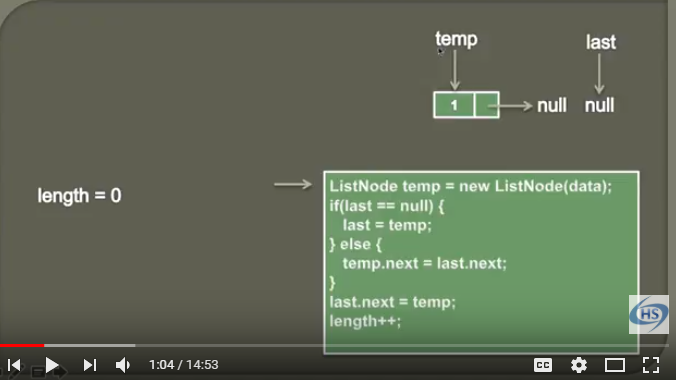 temp
last
1
null
null
length = 0
ListNode temp = new ListNode(data);
if(last == null) {
last = temp;
} else {
temp.next = last.next;
}
last.next = temp;
length++;
HS
1:04 / 14:53
CC